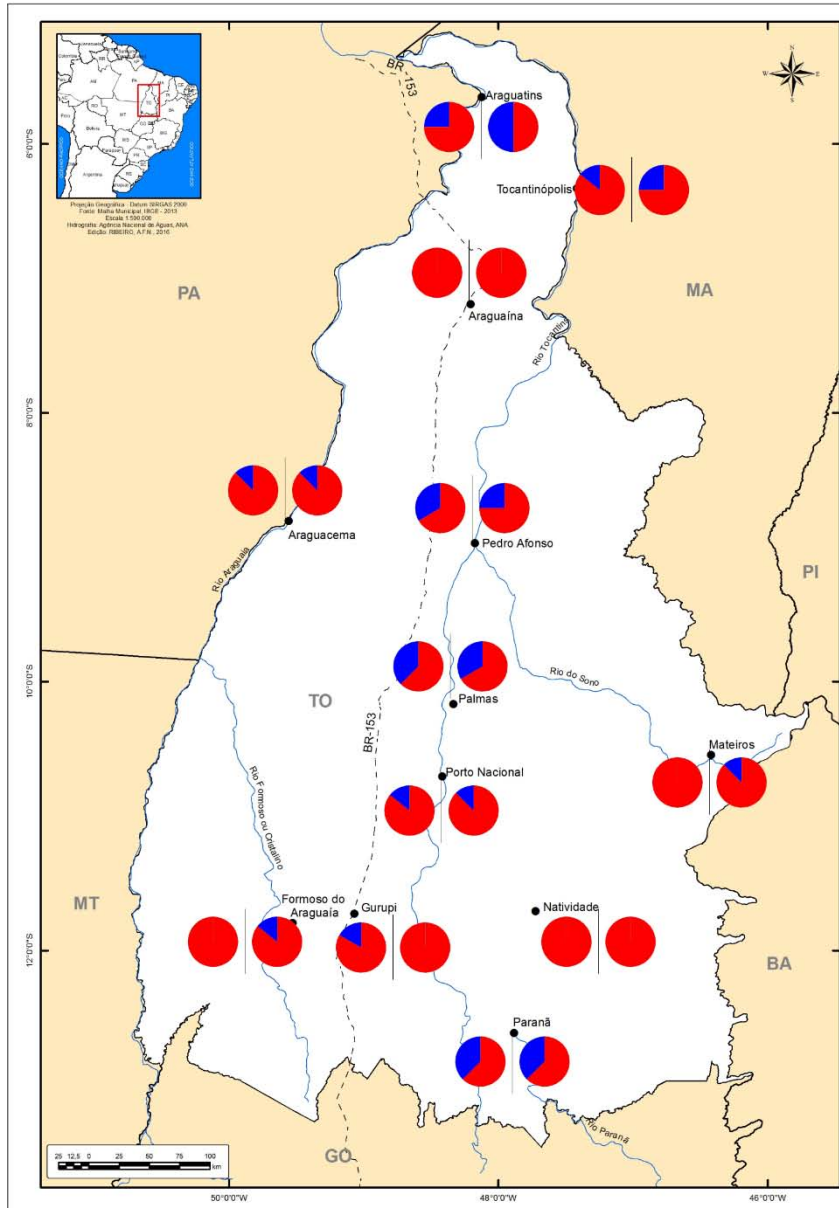 BR-153
Araguatins
Tocantinópolis
Projeção Geográfica - Datum SIRGAS 2000
Fonte: Malha Municipal, IBGE - 2013
Escala 1:500.000
Hidrografia: Agência Nacional de Águas, ANA
Edição: RIBEIRO, A.F.N., 2016
N
W
E
S
6°0'0"S
PA
MA
Araguaína
Rio Tocantins
8°0'0"S
Araguacema
Pedro Afonso
Rio Araguaia
PI
10°0'0"S
TO
Palmas
Rio do Sono
BR-153
Mateiros
Porto Nacional
Rio Formoso ou Cristalino
MT
Formoso do
Araguaía
Gurupi
Natividade
12°0'0"S
BA
Paranã
Rio Paranã
25 12,5 0 25 50 75 100
km
GO
50°0'0"W
48°0'0"W
46°0'0"W